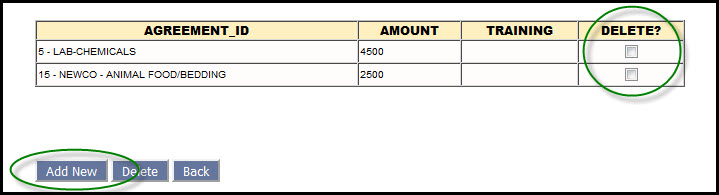 AGREEMENT_ID AMOUNT TRAINING DELETE?
5 - LAB-CHEMICALS 4500
15 - NEWCO - ANIMAL FOOD/BEDDING 2500
Add New Delete Back